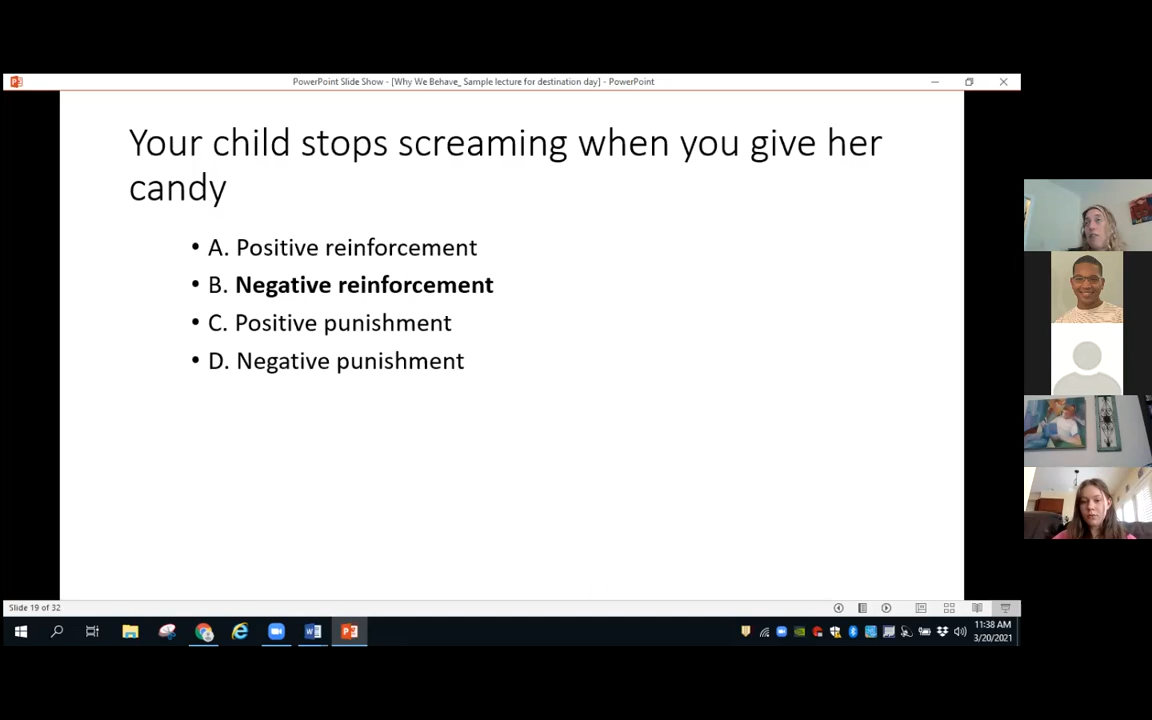 PowerPoint Slide Show - [Why We Behave_ Sample lecture for destination day] - PowerPoint
Your child stops screaming when you give her
candy
• A. Positive reinforcement
• B. Negative reinforcement
• C. Positive punishment
• D. Negative punishment
Slide 19 of 32
11:38 AM
3/20/2021